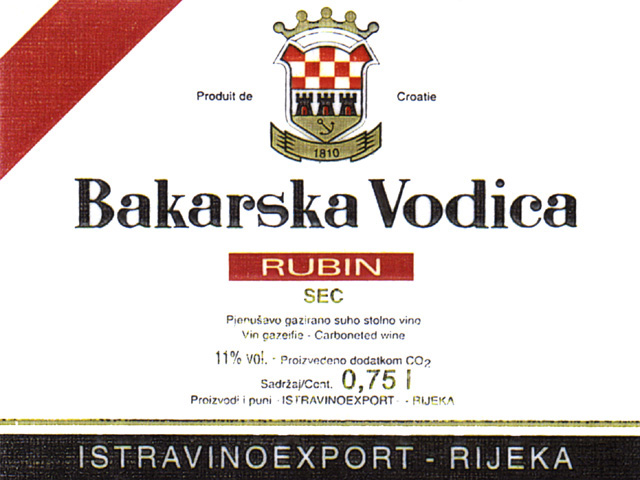 Produit de Croatie
1810
Bakarska Vodica
RUBIN
SEC
Pjenušavo gazirano suho stolno vino
Vin gazeifie - Carboneted wine
11% vol. · Proizvedeno dodatkom CO2
Sadržaj/Cont. 0,75 l
Proizvodi i puni - ISTRAVINOEXPORT - RIJEKA
ISTRAVINOEXPORT - RIJEKA